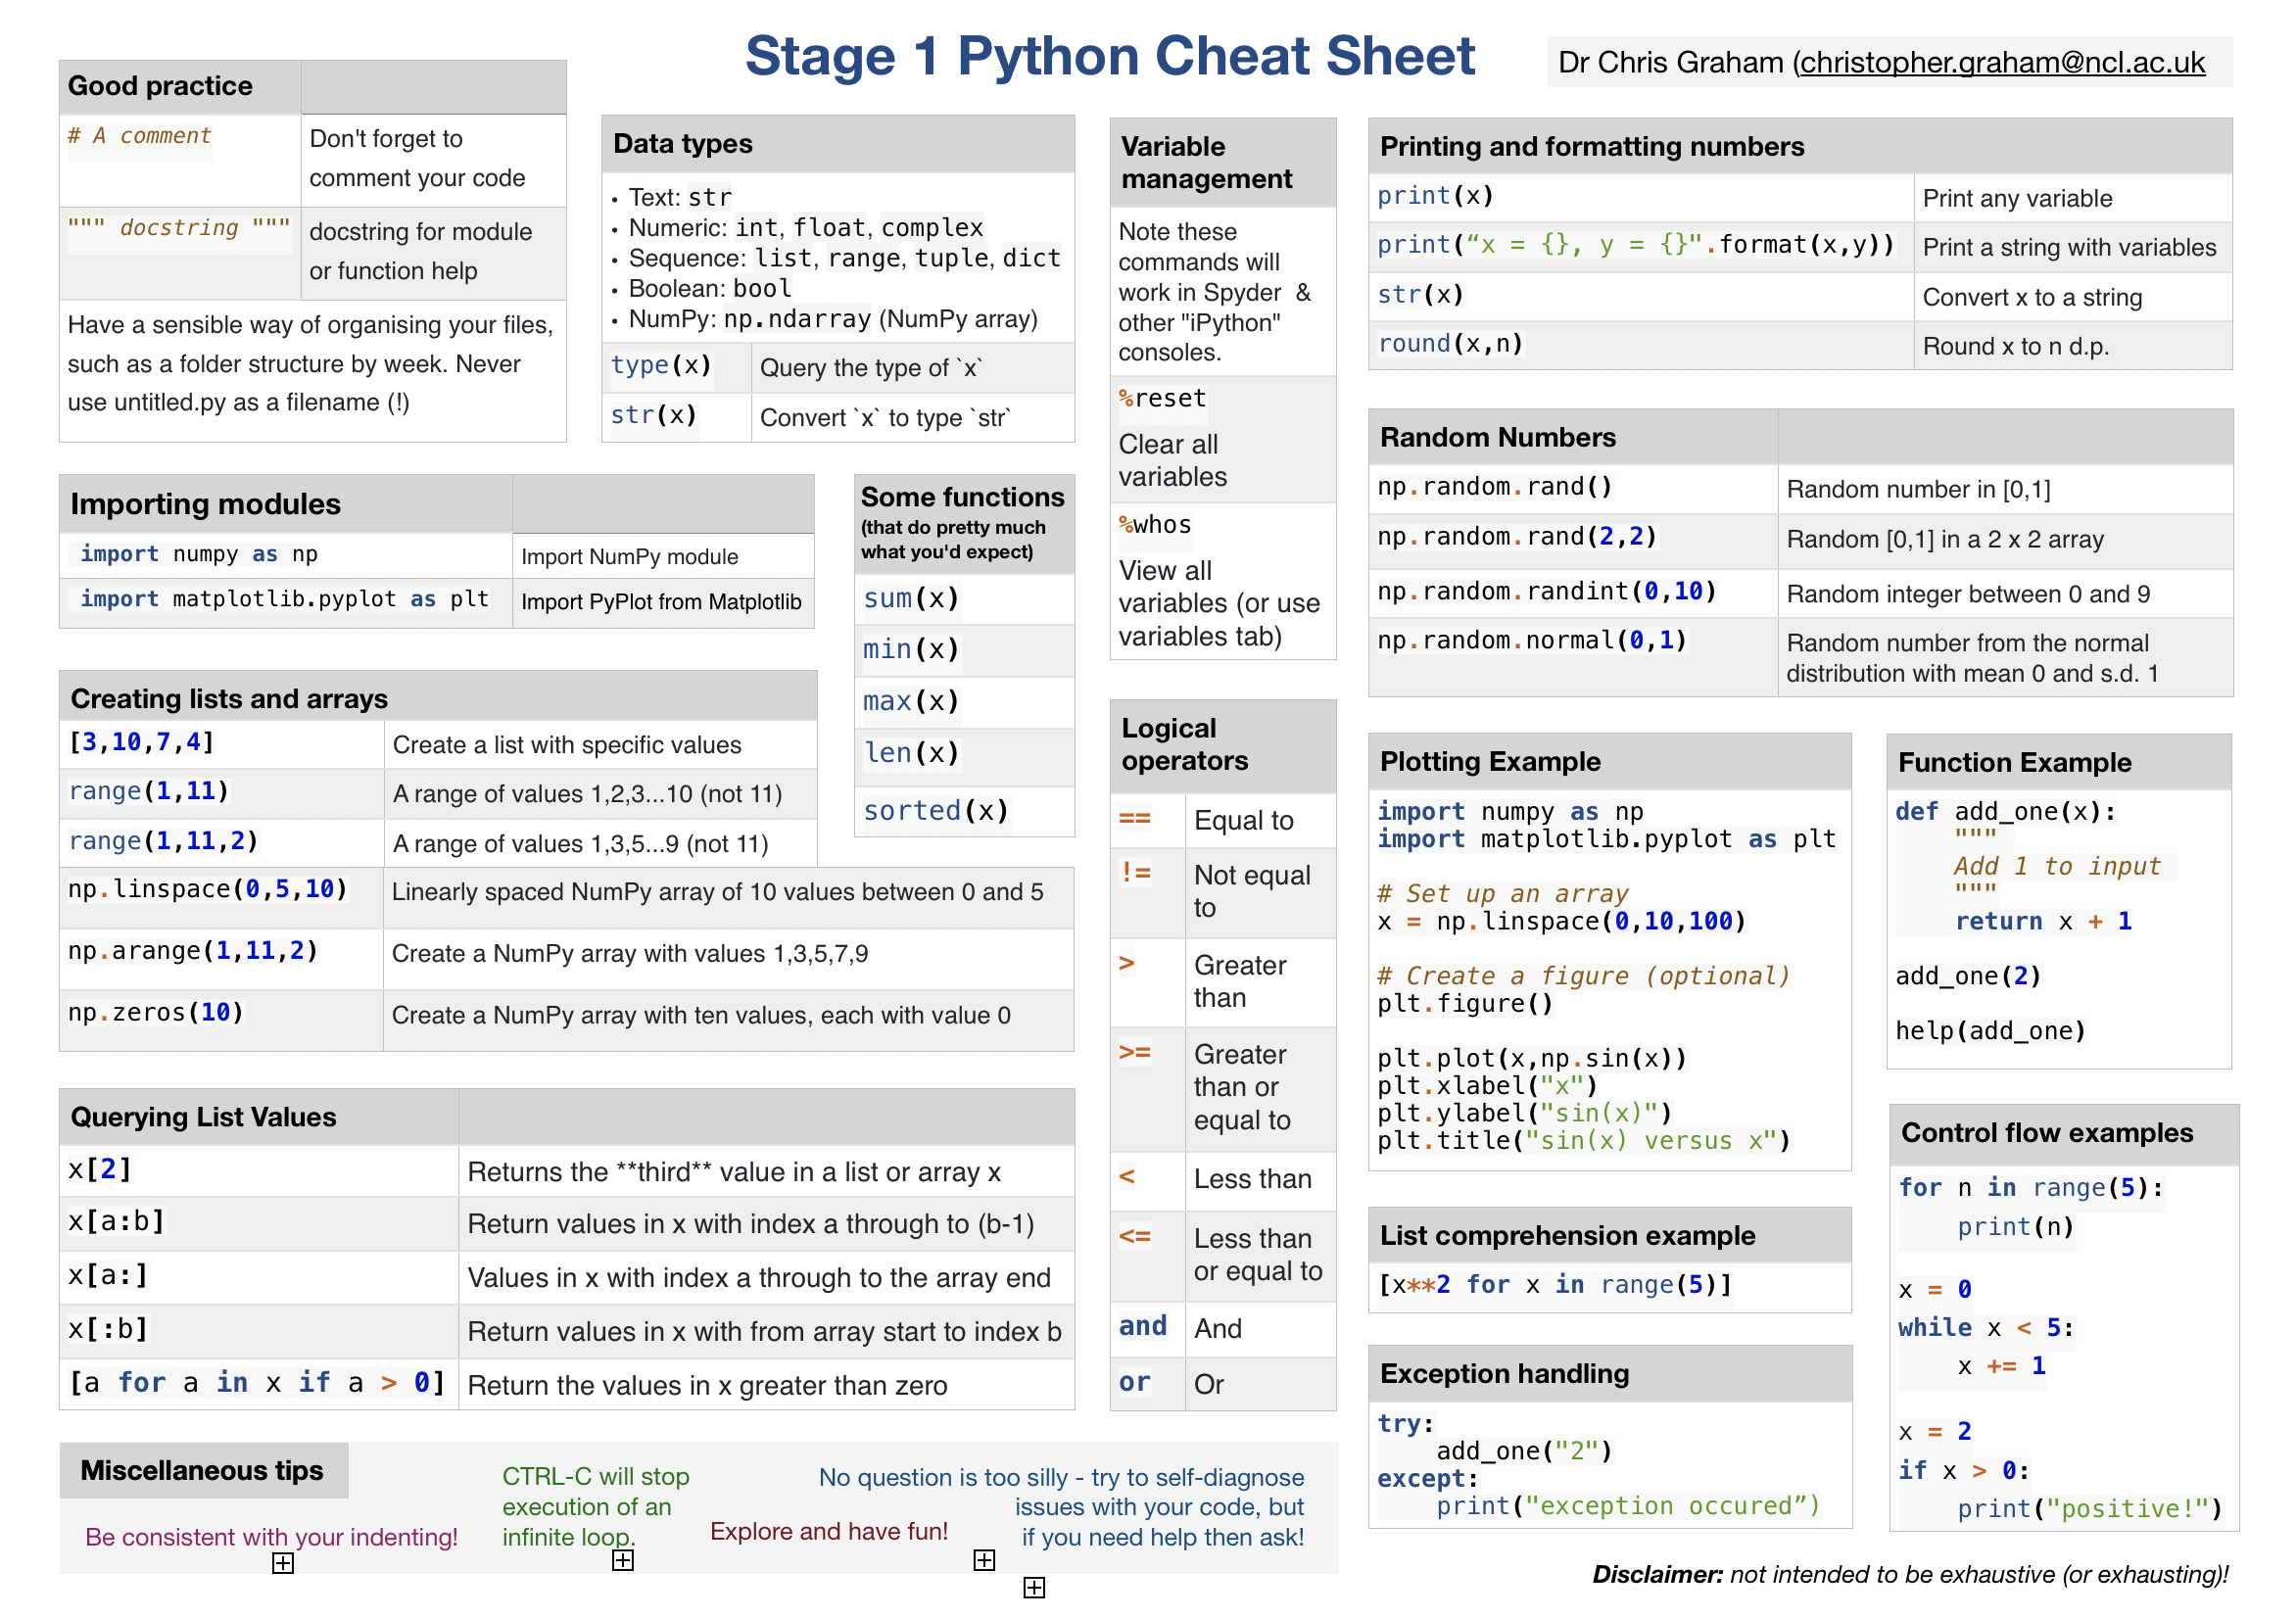 Stage 1 Python Cheat Sheet
Dr Chris Graham (christopher.graham@ncl.ac.uk
Good practice
# A comment
Don't forget to
comment your code
""" docstring """
docstring for module
or function help
Have a sensible way of organising your files,
such as a folder structure by week. Never
use untitled.py as a filename (!)
Data types
• Text: str
• Numeric: int, float, complex
• Sequence: list, range, tuple, dict
• Boolean: bool
• NumPy: np.ndarray (NumPy array)
type(x) Query the type of `x`
str(x) Convert `x` to type `str`
Importing modules
import numpy as np Import NumPy module
import matplotlib.pyplot as plt Import PyPlot from Matplotlib
Some functions
(that do pretty much
what you'd expect)
sum(x)
min(x)
max(x)
len(x)
sorted(x)
Creating lists and arrays
[3,10,7,4] Create a list with specific values
range(1,11) A range of values 1,2,3...10 (not 11)
range(1,11,2) A range of values 1,3,5...9 (not 11)
np.linspace(0,5,10) Linearly spaced NumPy array of 10 values between 0 and 5
np.arange(1,11,2) Create a NumPy array with values 1,3,5,7,9
np.zeros(10) Create a NumPy array with ten values, each with value 0
Querying List Values
x[2] Returns the **third** value in a list or array x
x[a:b] Return values in x with index a through to (b-1)
x[a:] Values in x with index a through to the array end
x[:b] Return values in x with from array start to index b
[a for a in x if a > 0] Return the values in x greater than zero
Miscellaneous tips
Be consistent with your indenting!
CTRL-C will stop
execution of an
infinite loop.
Explore and have fun!
No question is too silly - try to self-diagnose
issues with your code, but
if you need help then ask!
Variable
management
Note these
commands will
work in Spyder &
other "iPython"
consoles.
%reset
Clear all
variables
%whos
View all
variables (or use
variables tab)
Logical
operators
== Equal to
!= Not equal
to
> Greater
than
>= Greater
than or
equal to
< Less than
<= Less than
or equal to
and And
or Or
Printing and formatting numbers
print(x) Print any variable
print(“x = {}, y = {}".format(x,y)) Print a string with variables
str(x) Convert x to a string
round(x,n) Round x to n d.p.
Random Numbers
np.random.rand() Random number in [0,1]
np.random.rand(2,2) Random [0,1] in a 2 x 2 array
np.random.randint(0,10) Random integer between 0 and 9
np.random.normal(0,1) Random number from the normal
distribution with mean 0 and s.d. 1
Plotting Example
import numpy as np
import matplotlib.pyplot as plt
# Set up an array
x = np.linspace(0,10,100)
# Create a figure (optional)
plt.figure()
plt.plot(x,np.sin(x))
plt.xlabel("x")
plt.ylabel("sin(x)")
plt.title("sin(x) versus x")
List comprehension example
[x**2 for x in range(5)]
Exception handling
try:
add_one("2")
except:
print("exception occured”)
Function Example
def add_one(x):
"""
Add 1 to input
"""
return x + 1
add_one(2)
help(add_one)
Control flow examples
for n in range(5):
print(n)
x = 0
while x < 5:
x += 1
x = 2
if x > 0:
print("positive!")
Disclaimer: not intended to be exhaustive (or exhausting)!